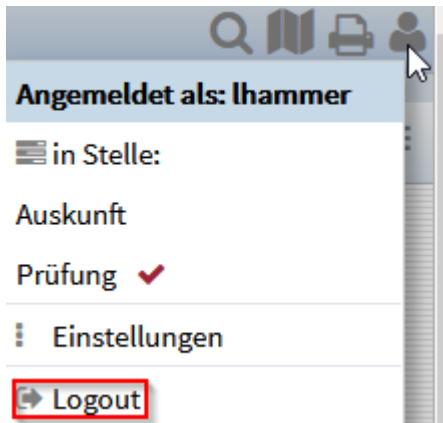 Angemeldet als: lhammer
in Stelle:
Auskunft
Prüfung
Einstellungen
Logout